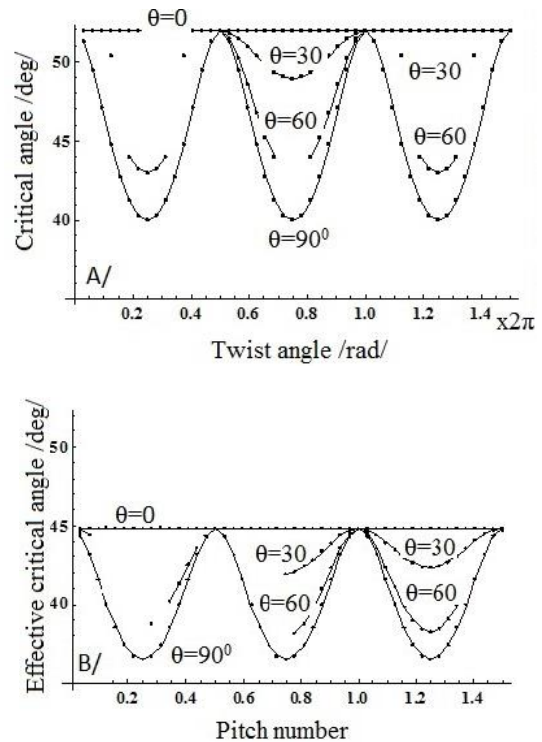 θ=0
Critical angle /deg/
50
45
40
θ=30
θ=30
θ=60
θ=60
θ=90⁰
A/
0.2 0.4 0.6 0.8 1.0 1.2 1.4 x2π
Twist angle /rad/
Effective critical angle /deg/
50
45
40
θ=0
θ=30
θ=30
θ=60
θ=60
θ=90⁰
B/
0.2 0.4 0.6 0.8 1.0 1.2 1.4
Pitch number